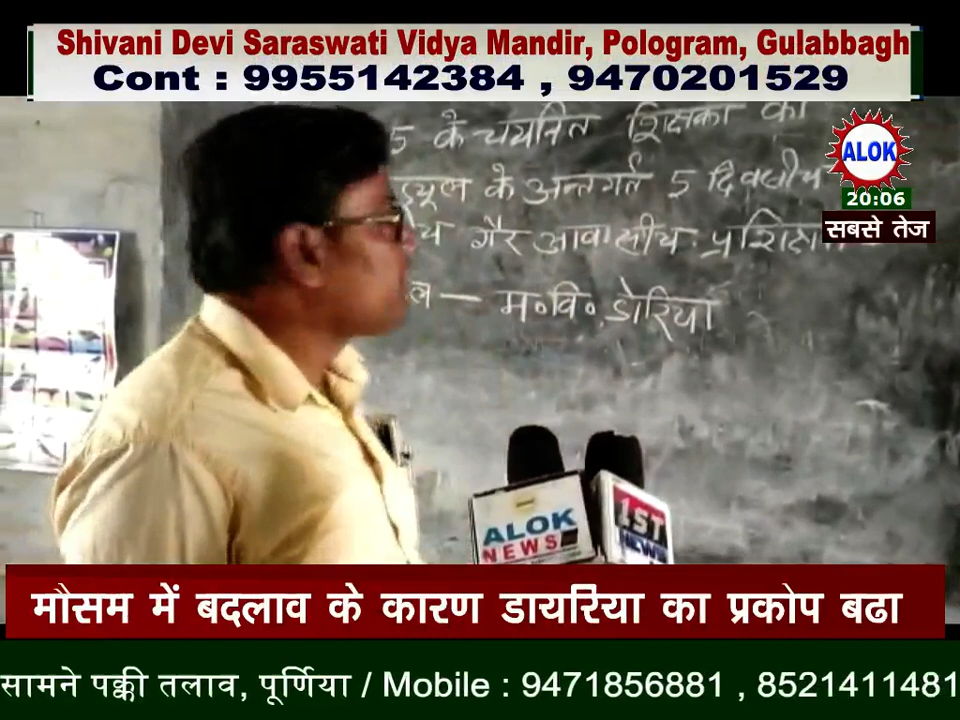 Shivani Devi Saraswati Vidya Mandir, Pologram, Gulabbagh
Cont : 9955142384 , 9470201529
5 के चयनित शिक्षकों का
ALOK
के अन्तर्गत 5 दिवसीय
20:06
सबसे तेज
गैर आवासीय प्रशिक्षण
ल — म॰वि॰ डोरिया
ALOK
NEWS
1ST
NEWS
मौसम में बदलाव के कारण डायरिया का प्रकोप बढा
सामने पक्की तलाव, पूर्णिया / Mobile : 9471856881 , 8521411481